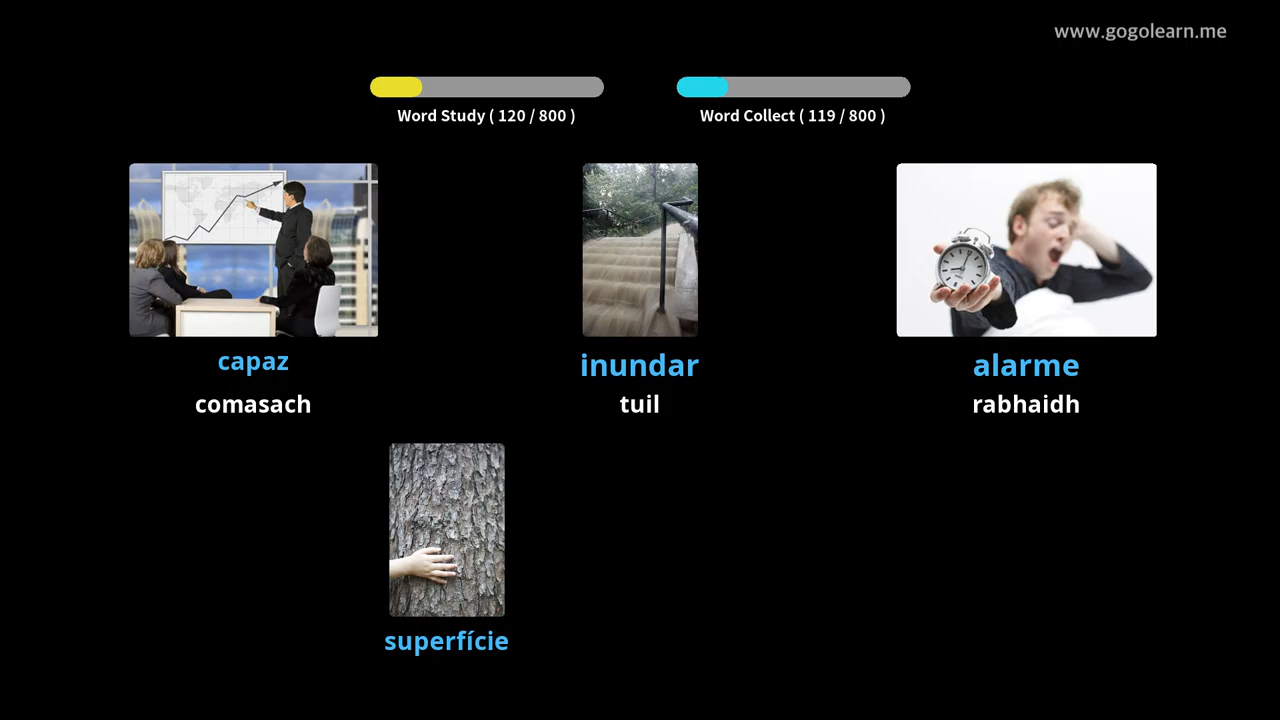 www.gogolearn.me
Word Study ( 120 / 800 )
Word Collect ( 119 / 800 )
capaz
inundar
alarme
comasach
tuil
rabhaidh
superfície